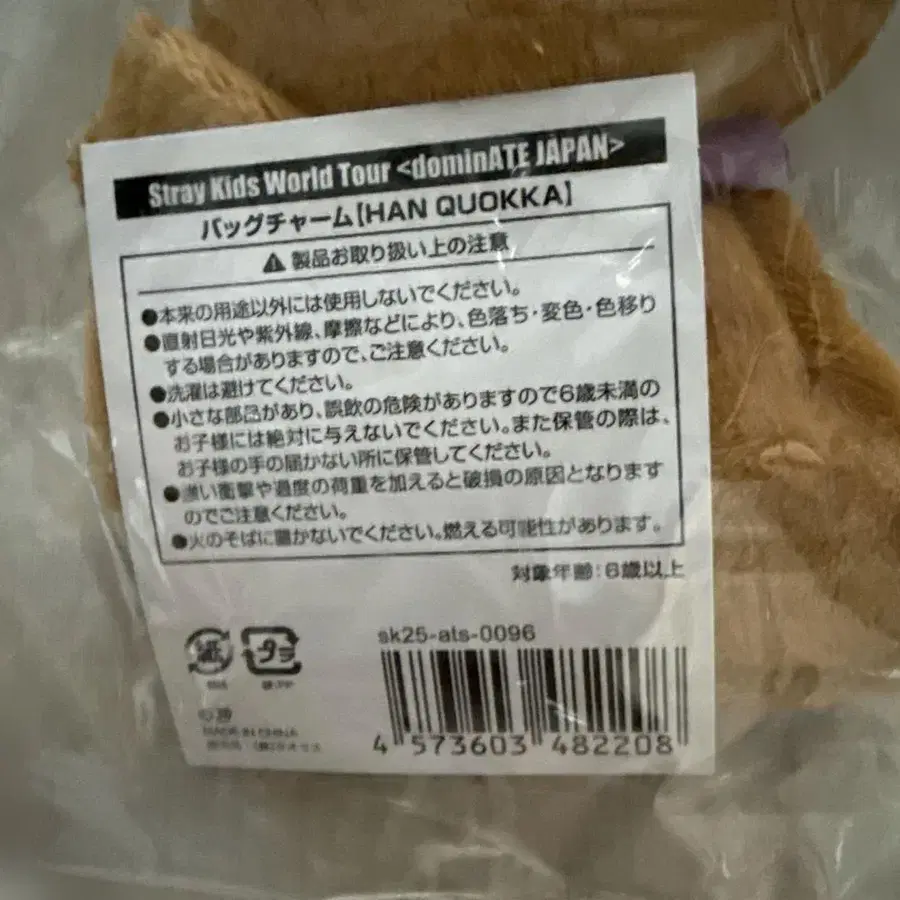 Stray Kids World Tour <dominATE JAPAN>
バッグチャーム【HAN QUOKKA】
製品お取り扱い上の注意
●本来の用途以外には使用しないでください。
●直射日光や紫外線、摩擦などにより、色落ち・変色・色移り
する場合がありますので、ご注意ください。
●洗濯は避けてください。
●小さな部品があり、誤飲の危険がありますので6歳未満の
お子様には絶対に与えないでください。また保管の際は、
お子様の手の届かない所に保管してください。
●強い衝撃や過度の荷重を加えると破損の原因となります
のでご注意ください。
●火のそばに置かないでください。燃える可能性があります。
対象年齢:6歳以上
sk25-als-0096
紙
プラ
MADE IN CHINA
4 573603 482208